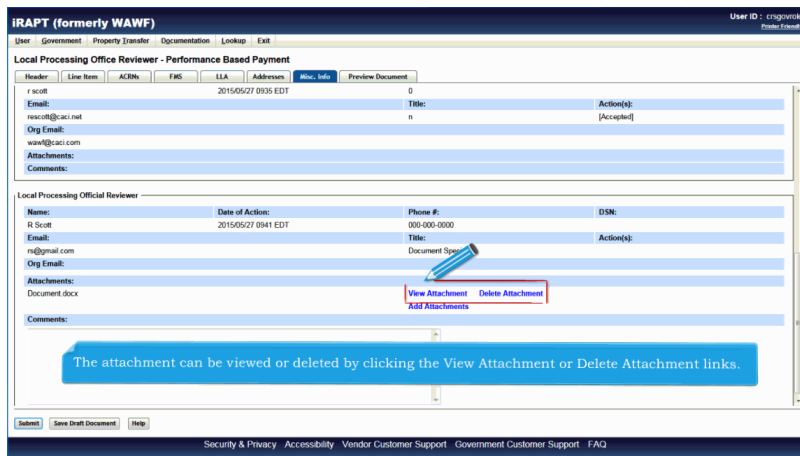 iRAPT (formerly WAWF)
User ID :
Printer
User Government Property Transfer Documentation Lookup Exit
Local Processing Office Reviewer - Performance Based Payment
Header Line Item ACRNs FMS LLA Addresses Misc. Info Preview Document
r scott 2015/05/27 0935 EDT 0
Email: Title: Action(s):
rescott@caci.net n [Accepted]
Org Email:
wawf@caci.com
Attachments:
Comments:
Local Processing Official Reviewer
Name: Date of Action: Phone #: DSN:
R Scott 2015/05/27 0941 EDT 000-000-0000
Email: Title: Action(s):
rs@gmail.com Document
Org Email:
Attachments:
Document.docx View Attachment Delete Attachment
Add Attachments
Comments:
The attachment can be viewed or deleted by clicking the View Attachment or Delete Attachment links.
Submit Save Draft Document Help
Security & Privacy Accessibility Vendor Customer Support Government Customer Support FAQ